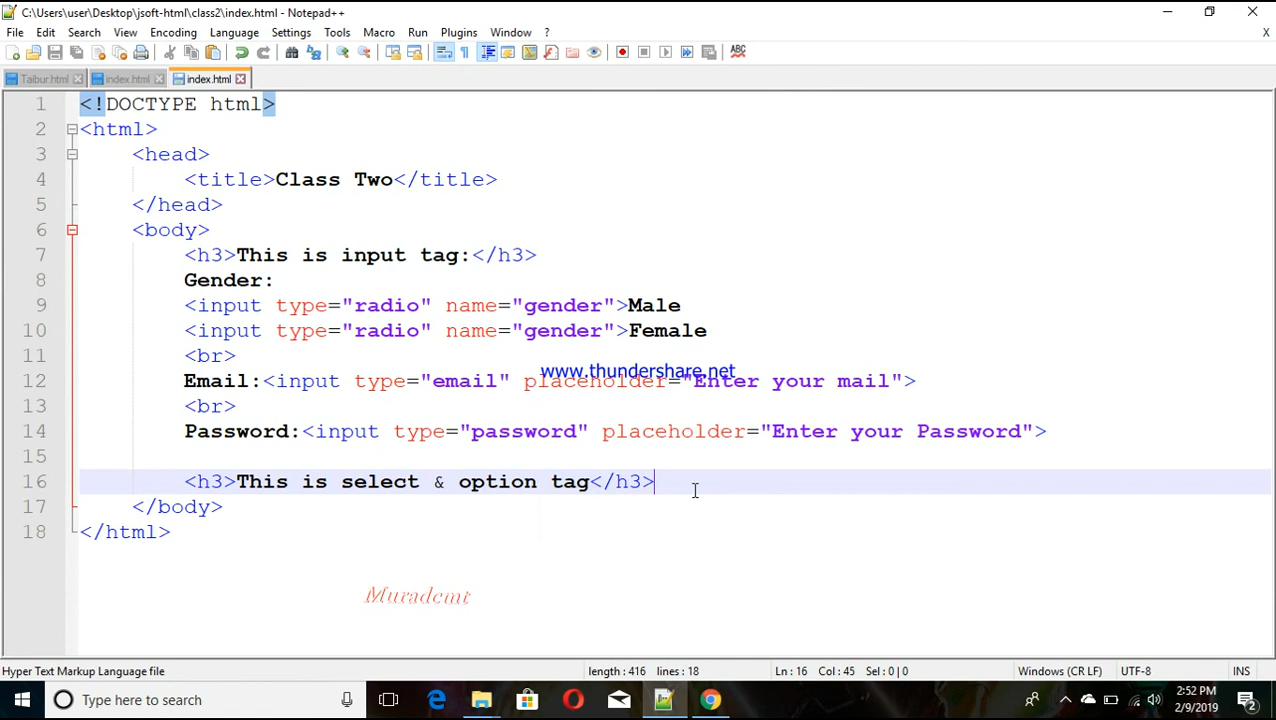 C:\Users\user\Desktop\jsoft-html\class2\index.html - Notepad++
File Edit Search View Encoding Language Settings Tools Macro Run Plugins Window ? X
Taibur.html index.html index.html
1 <!DOCTYPE html>
2 <html>
3 <head>
4 <title>Class Two</title>
5 </head>
6 <body>
7 <h3>This is input tag:</h3>
8 Gender:
9 <input type="radio" name="gender">Male
10 <input type="radio" name="gender">Female
11 <br>
www.thundershare.net
12 Email:<input type="email" placeholder="Enter your mail">
13 <br>
14 Password:<input type="password" placeholder="Enter your Password">
15
16 <h3>This is select & option tag</h3>
17 </body>
18 </html>
Muradcmt
Hyper Text Markup Language file length : 416 lines : 18 Ln : 16 Col : 45 Sel : 0 | 0 Windows (CR LF) UTF-8 INS
Type here to search
2:52 PM
2/9/2019
2